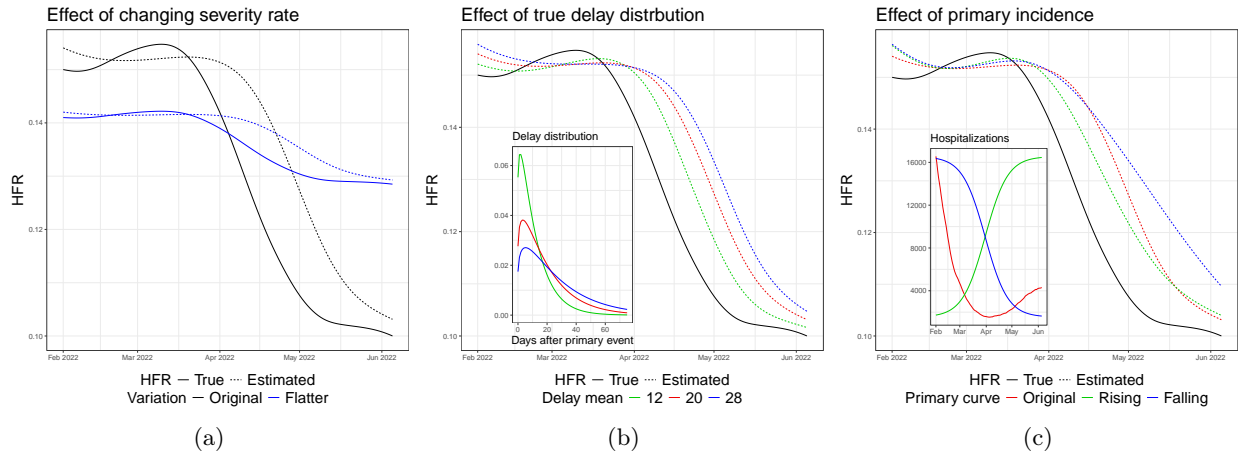 Effect of changing severity rate
HFR
0.14
0.12
0.10
Feb 2022 Mar 2022 Apr 2022 May 2022 Jun 2022
HFR True Estimated
Variation Original Flatter
(a)
Effect of true delay distrbution
HFR
0.14
0.12
0.10
Delay distribution
0.06
0.04
0.02
0.00
0 20 40 60
Days after primary event
Feb 2022 Mar 2022 Apr 2022 May 2022 Jun 2022
HFR True Estimated
Delay mean 12 20 28
(b)
Effect of primary incidence
HFR
0.14
0.12
0.10
Hospitalizations
16000
12000
8000
4000
Feb Mar Apr May Jun
Feb 2022 Mar 2022 Apr 2022 May 2022 Jun 2022
HFR True Estimated
Primary curve Original Rising Falling
(c)